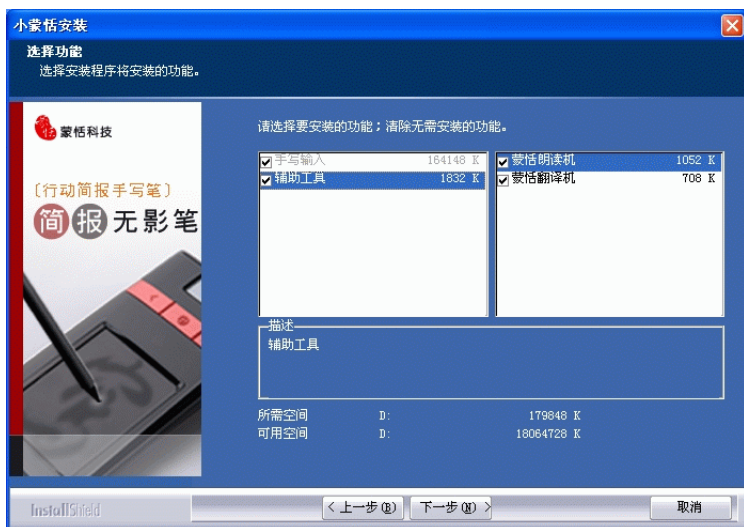 小蒙恬安装
选择功能
选择安装程序将安装的功能。
蒙恬科技
〔行动简报手写笔〕
简报无影笔
请选择要安装的功能；清除无需安装的功能。
手写输入 164148 K
辅助工具 1832 K
蒙恬朗读机 1052 K
蒙恬翻译机 708 K
描述
辅助工具
所需空间 D: 179848 K
可用空间 D: 18064728 K
InstallShield
<上一步(B) 下一步(N)> 取消